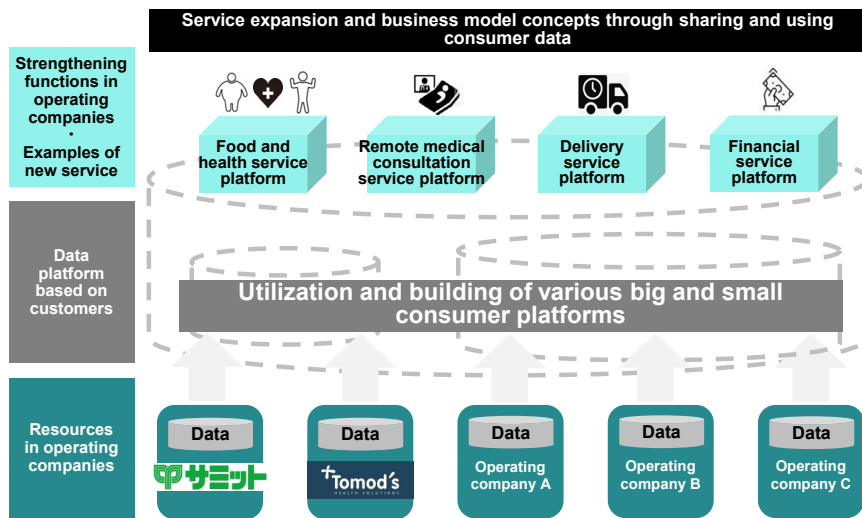 Service expansion and business model concepts through sharing and using
consumer data
Strengthening
functions in
operating
companies
・
Examples of
new service
Food and
health service
platform
Remote medical
consultation
service platform
Delivery
service
platform
Financial
service
platform
Data
platform
based on
customers
Utilization and building of various big and small
consumer platforms
Resources
in operating
companies
Data
サミット
Data
Tomod's
HEALTH SOLUTIONS
Data
Operating
company A
Data
Operating
company B
Data
Operating
company C